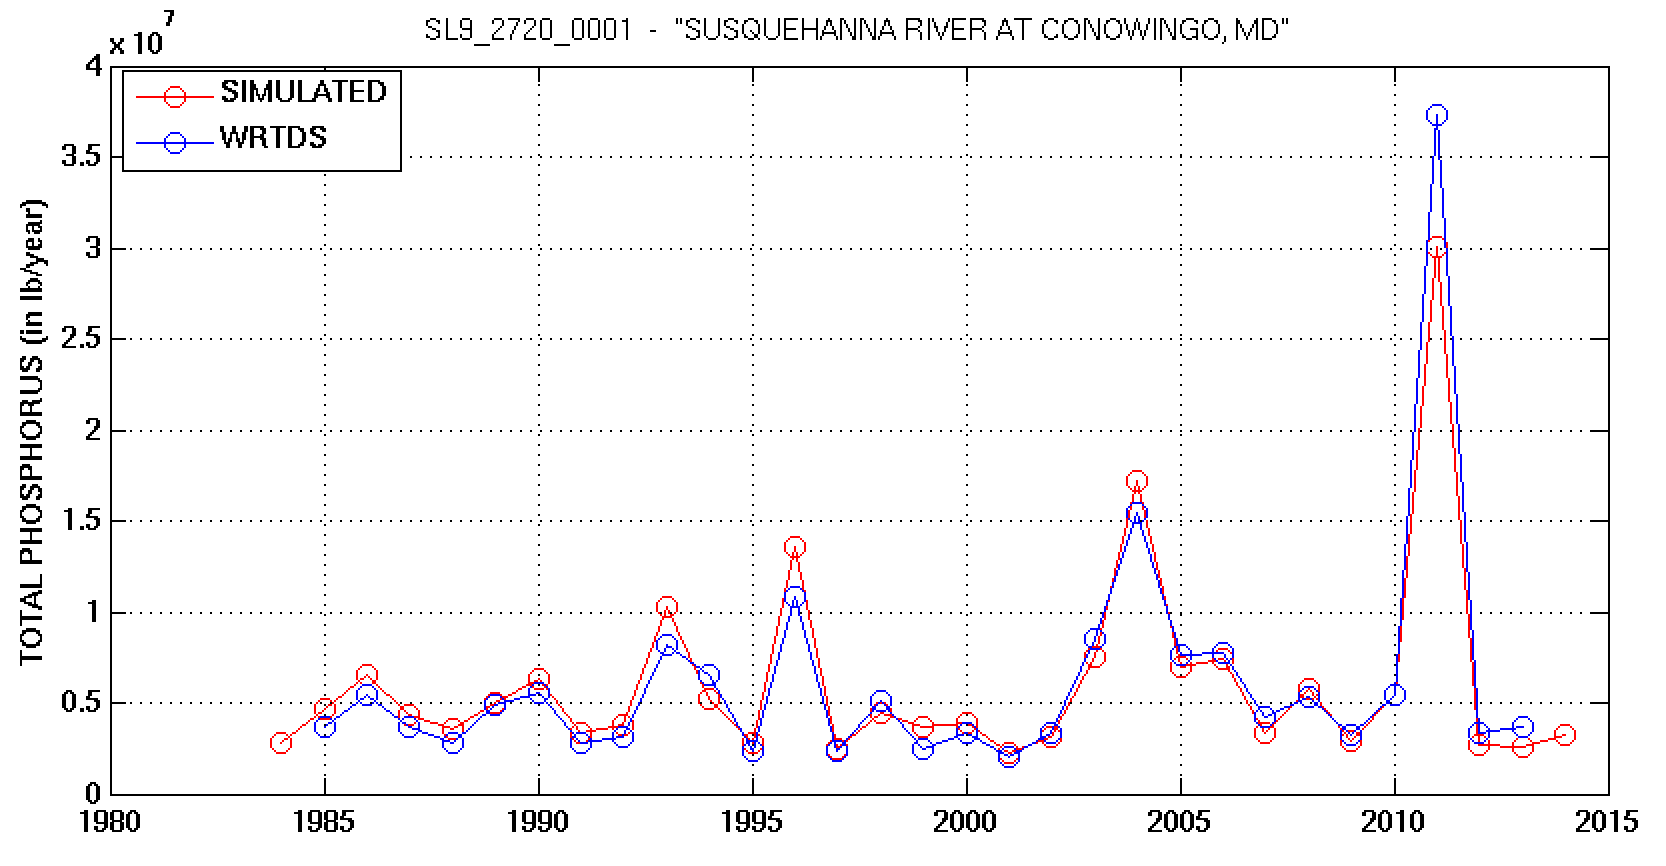 SL9_2720_0001 - "SUSQUEHANNA RIVER AT CONOWINGO, MD"
x 10^7
SIMULATED
WRTDS
TOTAL PHOSPHORUS (in lb/year)
4
3.5
3
2.5
2
1.5
1
0.5
0
1980 1985 1990 1995 2000 2005 2010 2015